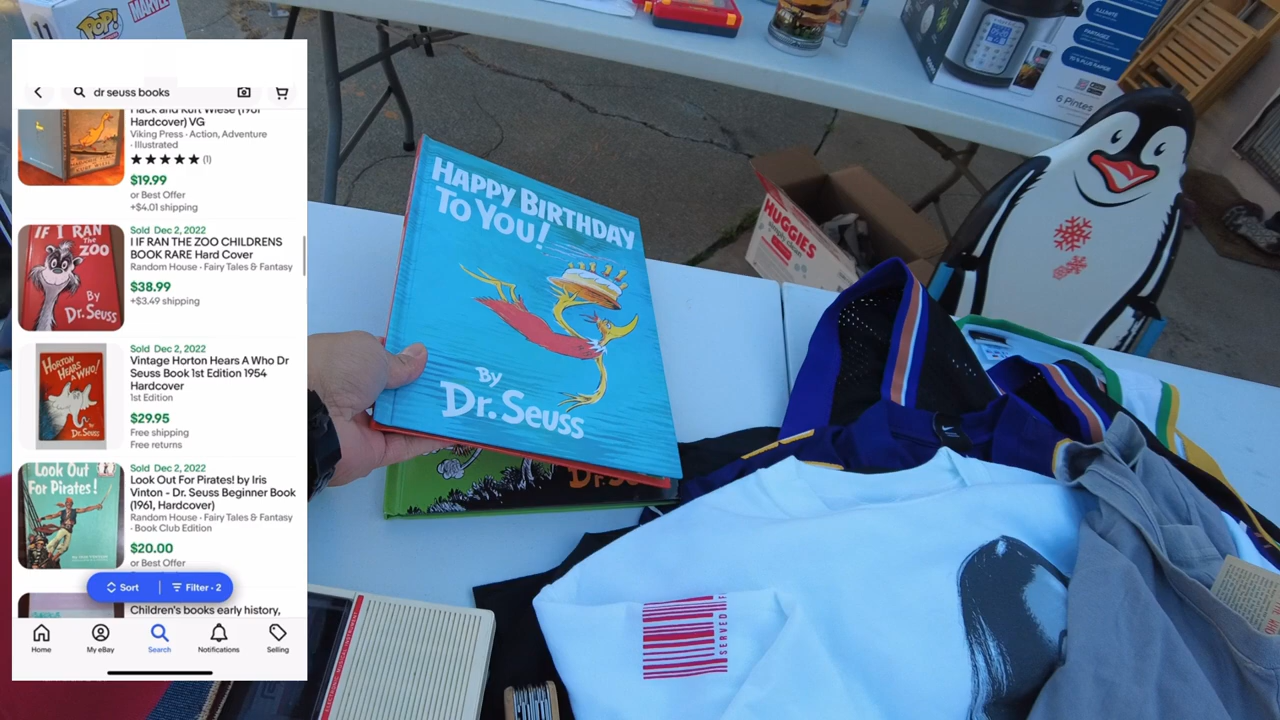 POP!
MARVEL
dr seuss books
Hardcover) VG
Viking Press · Action, Adventure
· Illustrated
(1)
$19.99
or Best Offer
+$4.01 shipping
IF I RAN
THE
ZOO
By
Dr. Seuss
Sold Dec 2, 2022
I IF RAN THE ZOO CHILDRENS
BOOK RARE Hard Cover
Random House · Fairy Tales & Fantasy
$38.99
+$3.49 shipping
HORTON
HEARS
A WHO!
By
Dr. Seuss
Sold Dec 2, 2022
Vintage Horton Hears A Who Dr
Seuss Book 1st Edition 1954
Hardcover
1st Edition
$29.95
Free shipping
Free returns
Look Out
For Pirates!
Sold Dec 2, 2022
Look Out For Pirates! by Iris
Vinton - Dr. Seuss Beginner Book
(1961, Hardcover)
Random House · Fairy Tales & Fantasy
· Book Club Edition
$20.00
or Best Offer
Sort
Filter · 2
Children's books early history,
Home
My eBay
Search
Notifications
Selling
HAPPY BIRTHDAY
TO YOU!
By
Dr. Seuss
HUGGIES
ILLUMITE
PARTAGEZ
6 Pintes
SERVED